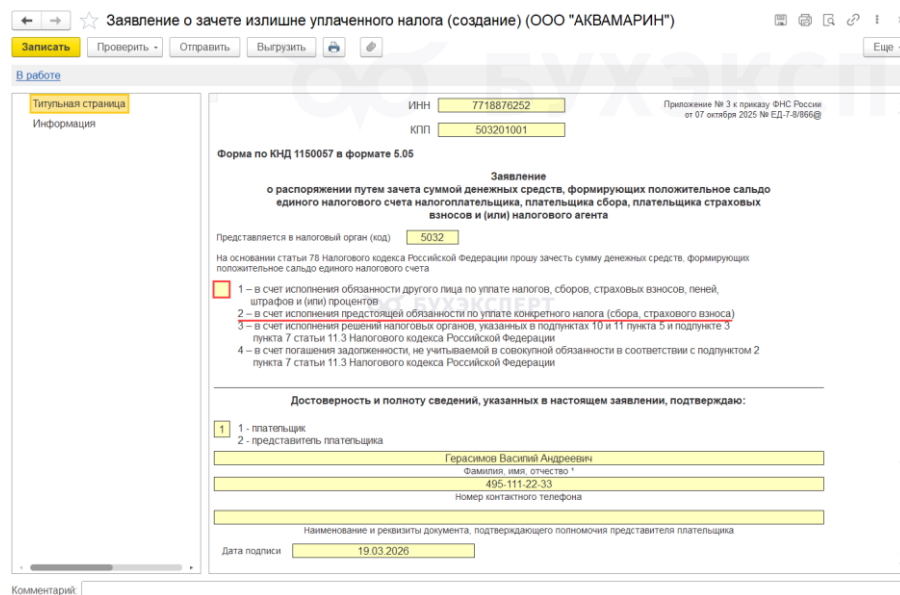 Заявление о зачете излишне уплаченного налога (создание) (ООО "АКВАМАРИН")
Записать Проверить Отправить Выгрузить Еще
В работе
БУХЭКСПЕРТ
Титульная страница
Информация
ИНН 7718876252
КПП 503201001
Приложение № 3 к приказу ФНС России
от 07 октября 2025 № ЕД-7-8/866@
Форма по КНД 1150057 в формате 5.05
Заявление
о распоряжении путем зачета суммой денежных средств, формирующих положительное сальдо
единого налогового счета налогоплательщика, плательщика сбора, плательщика страховых
взносов и (или) налогового агента
Представляется в налоговый орган (код) 5032
На основании статьи 78 Налогового кодекса Российской Федерации прошу зачесть сумму денежных средств, формирующих
положительное сальдо единого налогового счета
1 – в счет исполнения обязанности другого лица по уплате налогов, сборов, страховых взносов, пеней,
штрафов и (или) процентов
БУХЭКСПЕРТ
2 – в счет исполнения предстоящей обязанности по уплате конкретного налога (сбора, страхового взноса)
3 – в счет исполнения решений налоговых органов, указанных в подпунктах 10 и 11 пункта 5 и подпункте 3
пункта 7 статьи 11.3 Налогового кодекса Российской Федерации
4 – в счет погашения задолженности, не учитываемой в совокупной обязанности в соответствии с подпунктом 2
пункта 7 статьи 11.3 Налогового кодекса Российской Федерации
Достоверность и полноту сведений, указанных в настоящем заявлении, подтверждаю:
1 1 - плательщик
2 - представитель плательщика
Герасимов Василий Андреевич
Фамилия, имя, отчество *
495-111-22-33
Номер контактного телефона
Наименование и реквизиты документа, подтверждающего полномочия представителя плательщика
Дата подписи 19.03.2026
Комментарий: